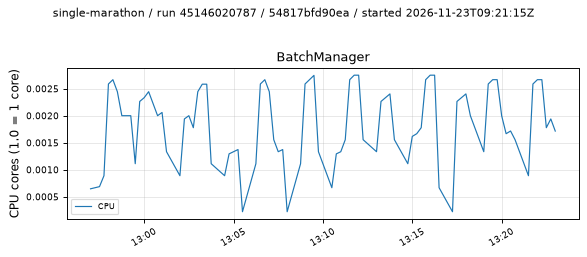 single-marathon / run 45146020787 / 54817bfd90ea / started 2026-11-23T09:21:15Z
BatchManager
CPU cores (1.0 = 1 core)
0.0025
0.0020
0.0015
0.0010
0.0005
CPU
13:00
13:05
13:10
13:15
13:20